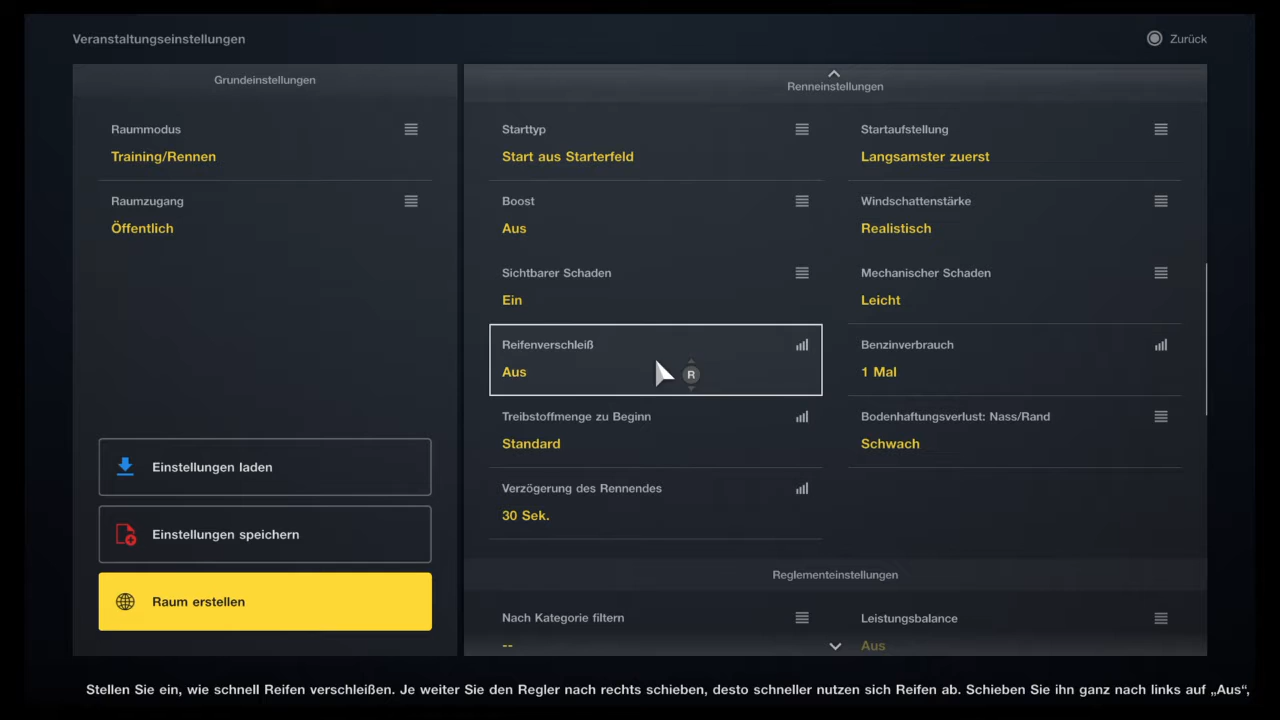 Veranstaltungseinstellungen
Zurück
Grundeinstellungen
Raummodus
Training/Rennen
Raumzugang
Öffentlich
Einstellungen laden
Einstellungen speichern
Raum erstellen
Renneinstellungen
Starttyp
Start aus Starterfeld
Startaufstellung
Langsamster zuerst
Boost
Aus
Windschattenstärke
Realistisch
Sichtbarer Schaden
Ein
Mechanischer Schaden
Leicht
Reifenverschleiß
Aus
R
Benzinverbrauch
1 Mal
Treibstoffmenge zu Beginn
Standard
Bodenhaftungsverlust: Nass/Rand
Schwach
Verzögerung des Rennendes
30 Sek.
Reglementeinstellungen
Nach Kategorie filtern
--
Leistungsbalance
Aus
Stellen Sie ein, wie schnell Reifen verschleißen. Je weiter Sie den Regler nach rechts schieben, desto schneller nutzen sich Reifen ab. Schieben Sie ihn ganz nach links auf „Aus“,